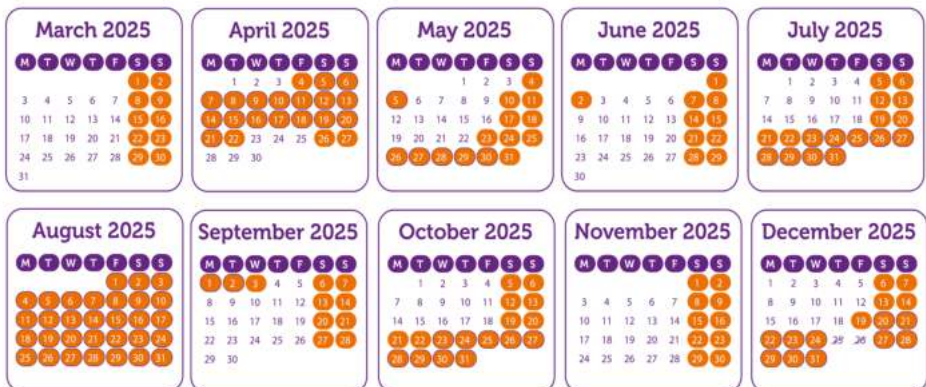 March 2025
M T W T F S S
1 2
3 4 5 6 7 8 9
10 11 12 13 14 15 16
17 18 19 20 21 22 23
24 25 26 27 28 29 30
31
April 2025
M T W T F S S
1 2 3 4 5 6
7 8 9 10 11 12 13
14 15 16 17 18 19 20
21 22 23 24 25 26 27
28 29 30
May 2025
M T W T F S S
1 2 3 4
5 6 7 8 9 10 11
12 13 14 15 16 17 18
19 20 21 22 23 24 25
26 27 28 29 30 31
June 2025
M T W T F S S
1
2 3 4 5 6 7 8
9 10 11 12 13 14 15
16 17 18 19 20 21 22
23 24 25 26 27 28 29
30
July 2025
M T W T F S S
1 2 3 4 5 6
7 8 9 10 11 12 13
14 15 16 17 18 19 20
21 22 23 24 25 26 27
28 29 30 31
August 2025
M T W T F S S
1 2 3
4 5 6 7 8 9 10
11 12 13 14 15 16 17
18 19 20 21 22 23 24
25 26 27 28 29 30 31
September 2025
M T W T F S S
1 2 3 4 5 6 7
8 9 10 11 12 13 14
15 16 17 18 19 20 21
22 23 24 25 26 27 28
29 30
October 2025
M T W T F S S
1 2 3 4 5 6
7 8 9 10 11 12 13
14 15 16 17 18 19 20
21 22 23 24 25 26 27
28 29 30 31
November 2025
M T W T F S S
1 2
3 4 5 6 7 8 9
10 11 12 13 14 15 16
17 18 19 20 21 22 23
24 25 26 27 28 29 30
December 2025
M T W T F S S
1 2 3 4 5 6 7
8 9 10 11 12 13 14
15 16 17 18 19 20 21
22 23 24 25 26 27 28
29 30 31